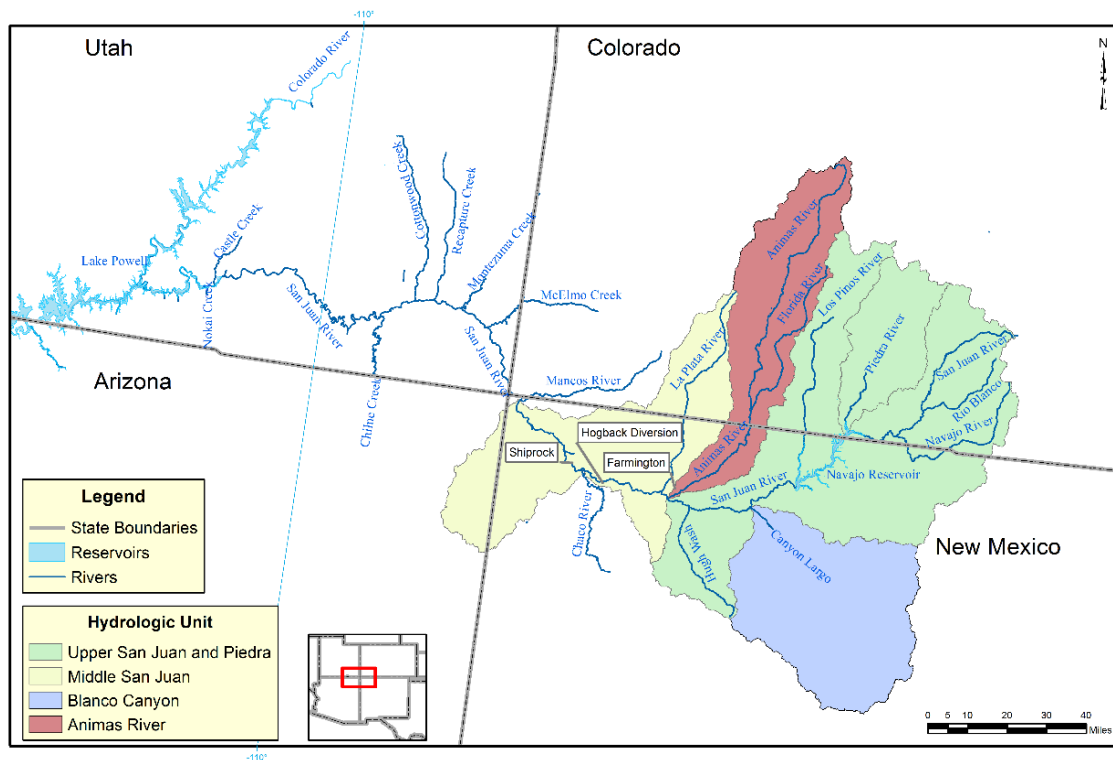 -110°
Utah
Colorado
N
Colorado River
Cottonwood Creek
Recapture Creek
Montezuma Creek
Castle Creek
Lake Powell
Nokai Creek
San Juan River
McElmo Creek
San Juan River
Animas River
Florida River
Los Pinos River
Piedra River
San Juan River
Rio Blanco
Navajo River
La Plata River
Mancos River
Arizona
Chilne Creek
Hogback Diversion
Shiprock
Farmington
Animas River
San Juan River
Navajo Reservoir
Chaco River
Hugh Wash
Canyon Largo
New Mexico
Legend
State Boundaries
Reservoirs
Rivers
Hydrologic Unit
Upper San Juan and Piedra
Middle San Juan
Blanco Canyon
Animas River
0 5 10 20 30 40
Miles
-110°